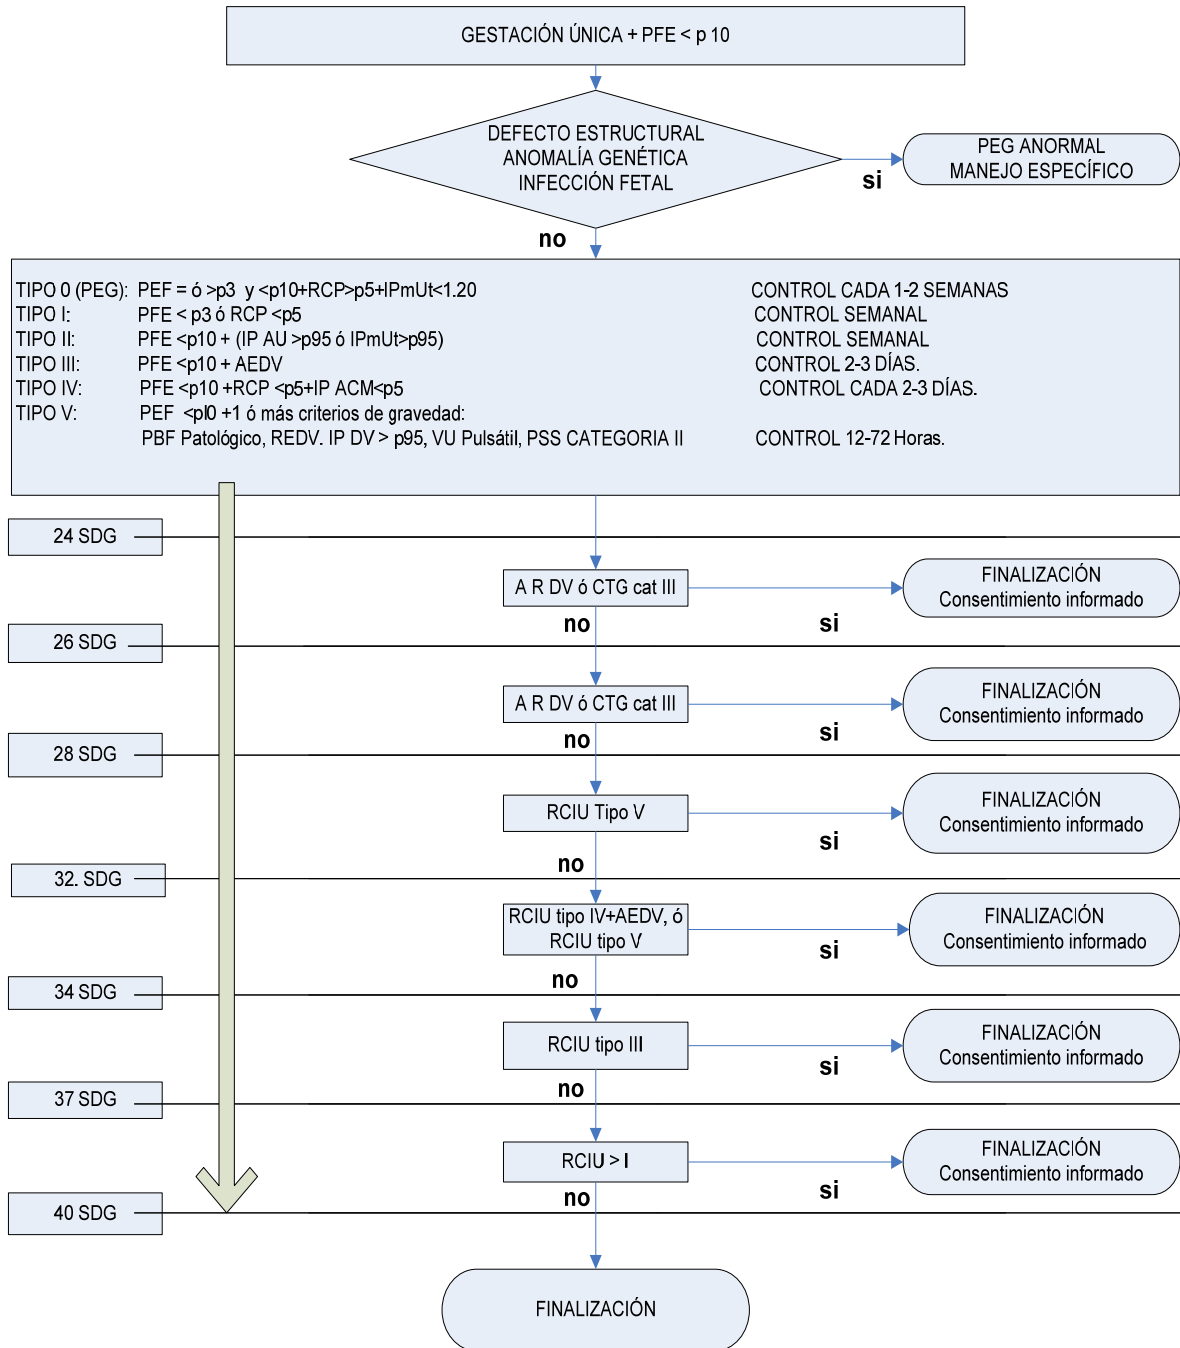 GESTACIÓN ÚNICA + PFE < p 10
DEFECTO ESTRUCTURAL
ANOMALÍA GENÉTICA
INFECCIÓN FETAL
si
PEG ANORMAL
MANEJO ESPECÍFICO
no
TIPO 0 (PEG): PEF = ó >p3 y <p10+RCP>p5+IPmUt<1.20 CONTROL CADA 1-2 SEMANAS
TIPO I: PFE < p3 ó RCP <p5 CONTROL SEMANAL
TIPO II: PFE <p10 + (IP AU >p95 ó IPmUt>p95) CONTROL SEMANAL
TIPO III: PFE <p10 + AEDV CONTROL 2-3 DÍAS.
TIPO IV: PFE <p10 +RCP <p5+IP ACM<p5 CONTROL CADA 2-3 DÍAS.
TIPO V: PEF <pI0 +1 ó más criterios de gravedad:
PBF Patológico, REDV. IP DV > p95, VU Pulsátil, PSS CATEGORIA II CONTROL 12-72 Horas.
24 SDG
A R DV ó CTG cat III
si
FINALIZACIÓN
Consentimiento informado
no
26 SDG
A R DV ó CTG cat III
si
FINALIZACIÓN
Consentimiento informado
no
28 SDG
RCIU Tipo V
si
FINALIZACIÓN
Consentimiento informado
no
32. SDG
RCIU tipo IV+AEDV, ó
RCIU tipo V
si
FINALIZACIÓN
Consentimiento informado
no
34 SDG
RCIU tipo III
si
FINALIZACIÓN
Consentimiento informado
no
37 SDG
RCIU > I
si
FINALIZACIÓN
Consentimiento informado
no
40 SDG
FINALIZACIÓN